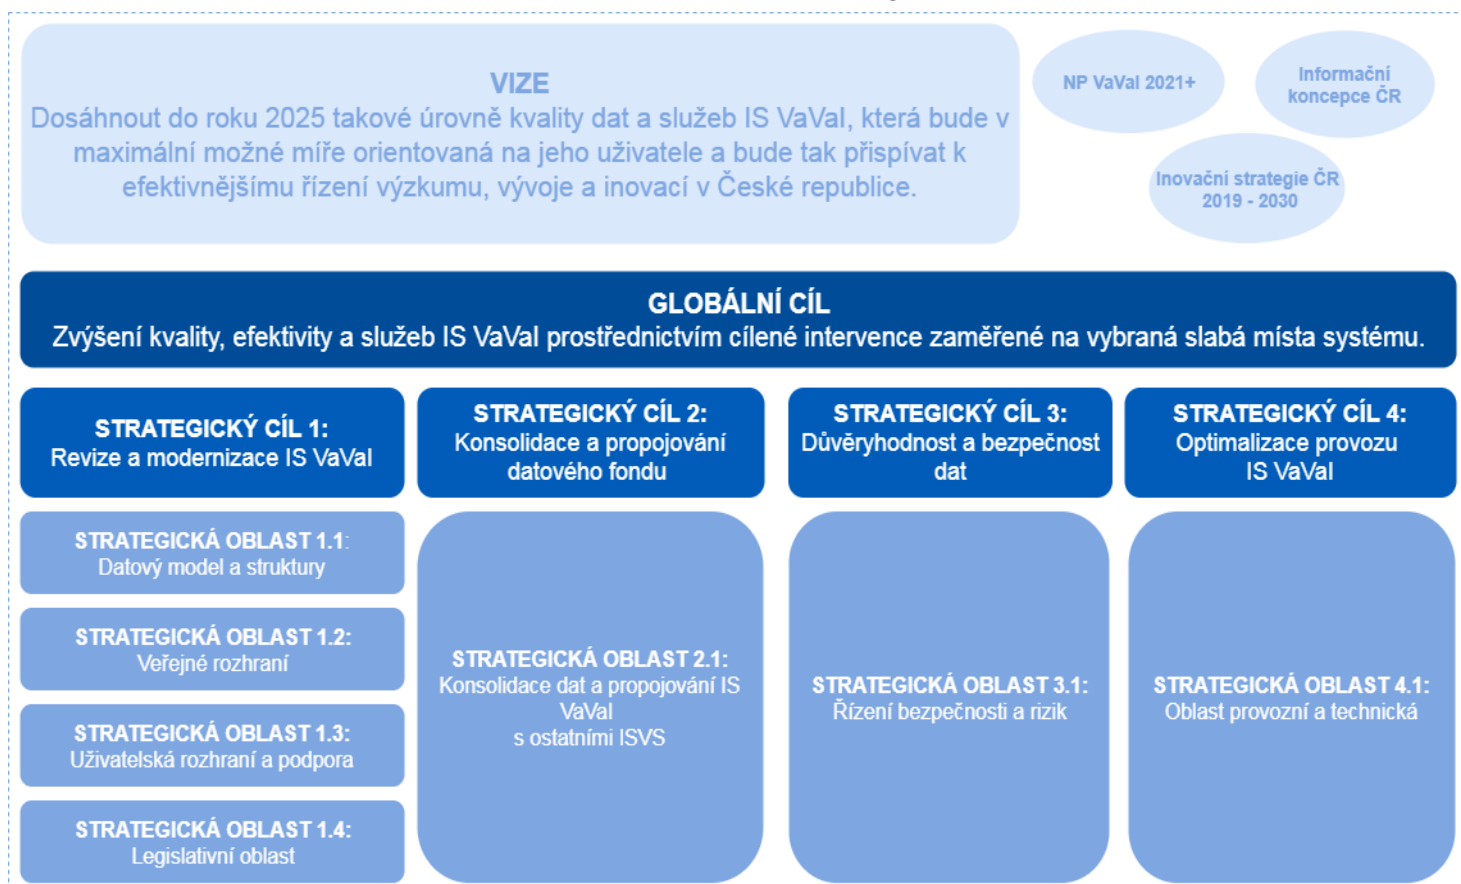 VIZE
Dosáhnout do roku 2025 takové úrovně kvality dat a služeb IS VaVaI, která bude v
maximální možné míře orientovaná na jeho uživatele a bude tak přispívat k
efektivnějšímu řízení výzkumu, vývoje a inovací v České republice.
NP VaVaI 2021+
Informační
koncepce ČR
Inovační strategie ČR
2019 - 2030
GLOBÁLNÍ CÍL
Zvýšení kvality, efektivity a služeb IS VaVaI prostřednictvím cílené intervence zaměřené na vybraná slabá místa systému.
STRATEGICKÝ CÍL 1:
Revize a modernizace IS VaVaI
STRATEGICKÁ OBLAST 1.1:
Datový model a struktury
STRATEGICKÁ OBLAST 1.2:
Veřejné rozhraní
STRATEGICKÁ OBLAST 1.3:
Uživatelská rozhraní a podpora
STRATEGICKÁ OBLAST 1.4:
Legislativní oblast
STRATEGICKÝ CÍL 2:
Konsolidace a propojování
datového fondu
STRATEGICKÁ OBLAST 2.1:
Konsolidace dat a propojování IS
VaVaI
s ostatními ISVS
STRATEGICKÝ CÍL 3:
Důvěryhodnost a bezpečnost
dat
STRATEGICKÁ OBLAST 3.1:
Řízení bezpečnosti a rizik
STRATEGICKÝ CÍL 4:
Optimalizace provozu
IS VaVaI
STRATEGICKÁ OBLAST 4.1:
Oblast provozní a technická